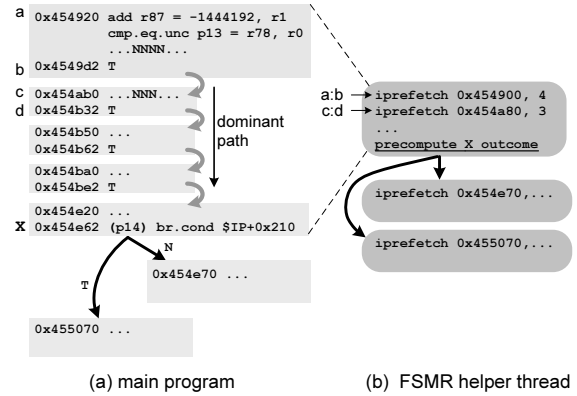 a
0x454920 add r87 = -1444192, r1
cmp.eq.unc p13 = r78, r0
...NNNN...
b
0x4549d2 T
c
0x454ab0 ...NNN...
d
0x454b32 T
0x454b50 ...
0x454b62 T
0x454ba0 ...
0x454be2 T
dominant
path
0x454e20 ...
X
0x454e62 (p14) br.cond $IP+0x210
N
T
0x454e70 ...
0x455070 ...
(a) main program
a:b
iprefetch 0x454900, 4
c:d
iprefetch 0x454a80, 3
...
precompute X outcome
iprefetch 0x454e70,...
iprefetch 0x455070,...
(b) FSMR helper thread